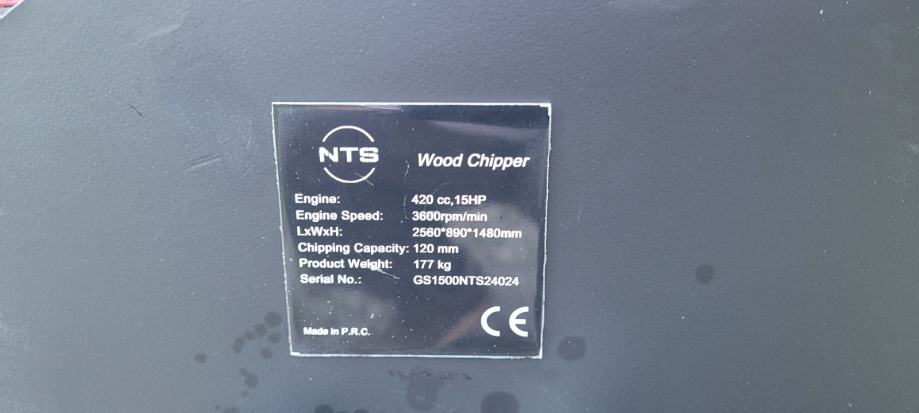 NTS
Wood Chipper
Engine: 420 cc,15HP
Engine Speed: 3600rpm/min
LxWxH: 2560*890*1480mm
Chipping Capacity: 120 mm
Product Weight: 177 kg
Serial No.: GS1500NTS24024
Made in P.R.C.
CE